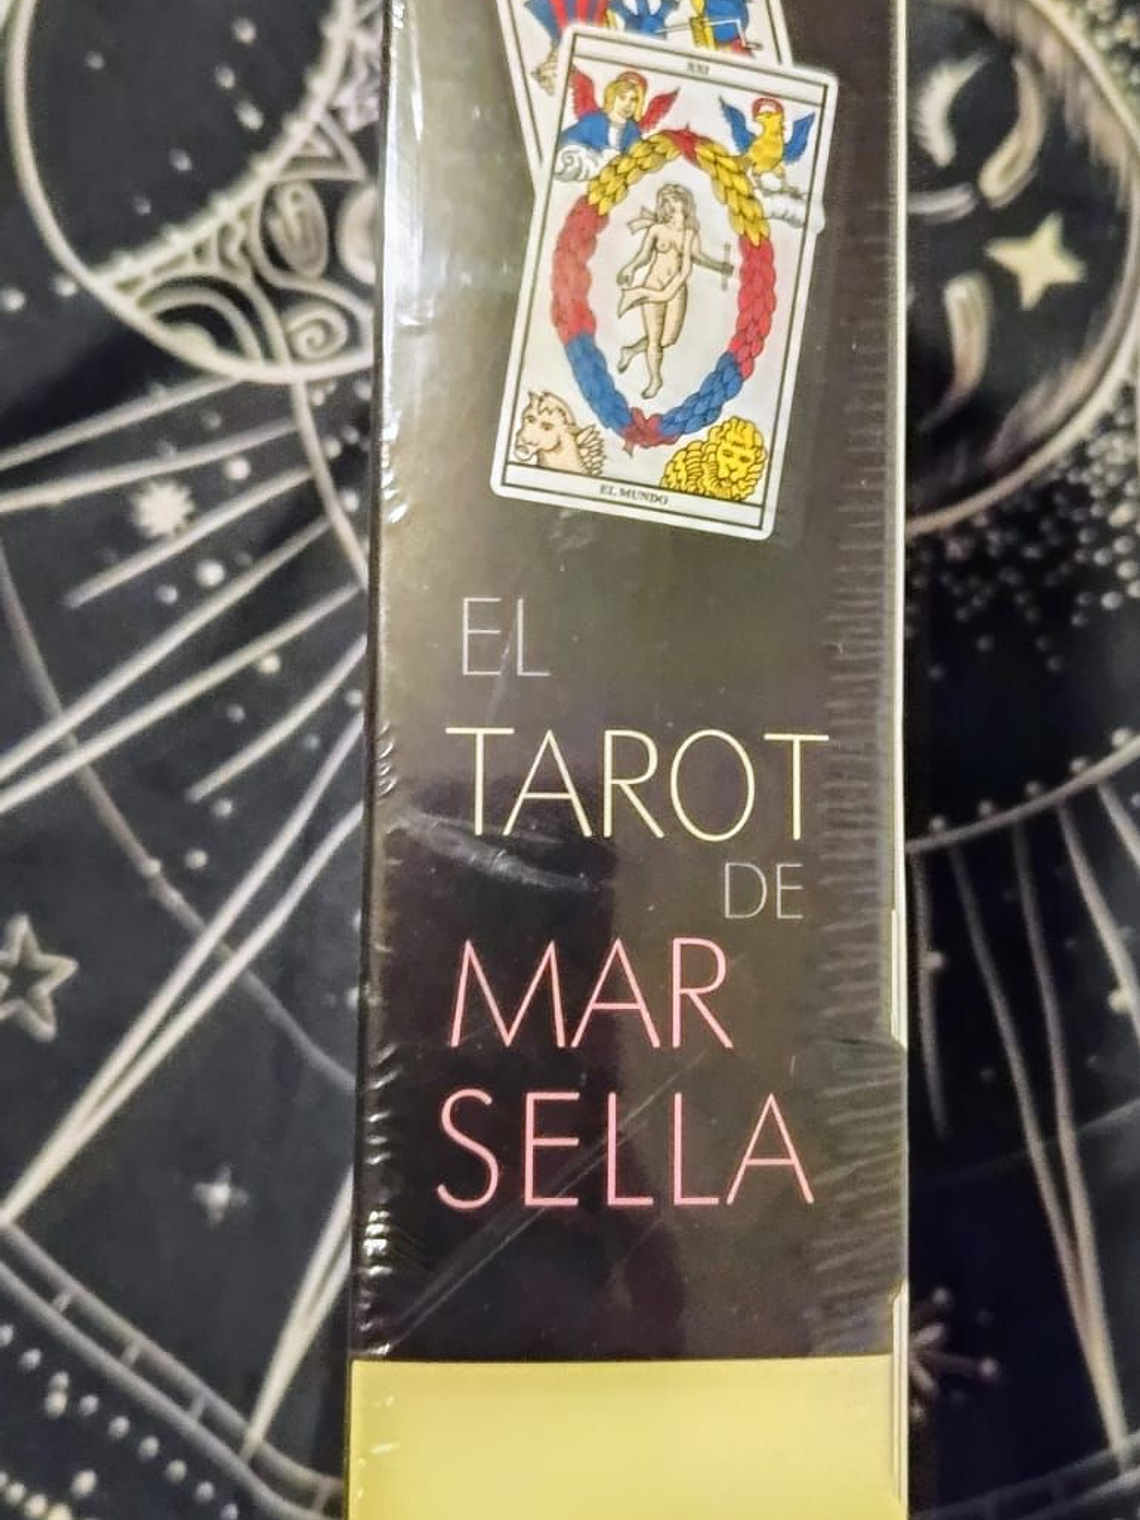 XXI
EL MUNDO
EL
TAROT
DE
MAR
SELLA